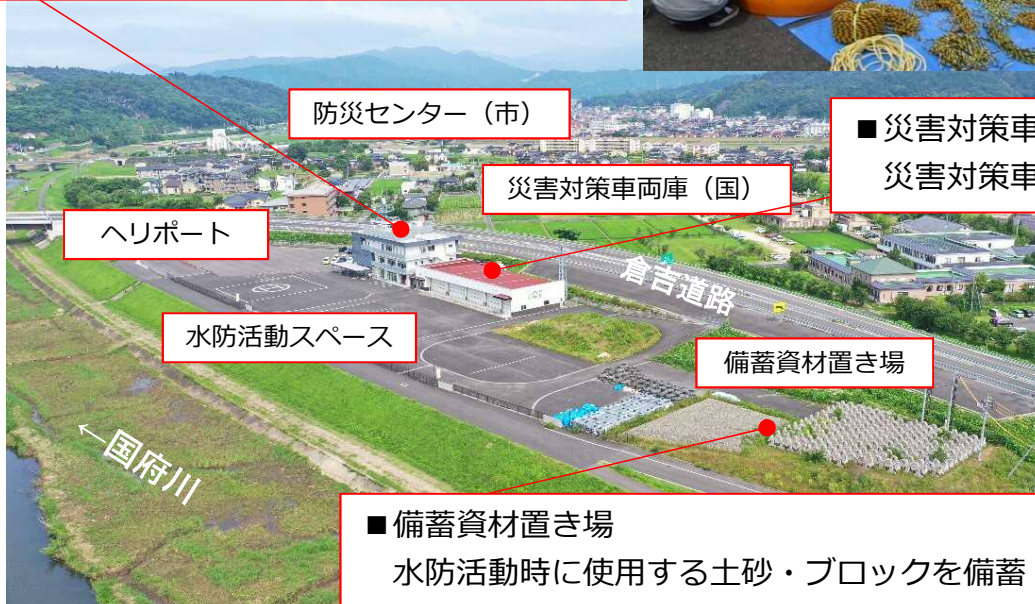 防災センター（市）
■災害対策車
災害対策車
災害対策車両庫（国）
ヘリポート
倉吉道路
水防活動スペース
備蓄資材置き場
←国府川
■備蓄資材置き場
水防活動時に使用する土砂・ブロックを備蓄